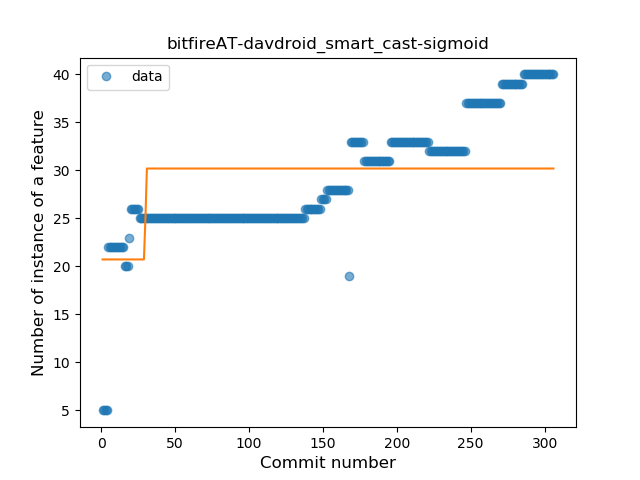 bitfireAT-davdroid_smart_cast-sigmoid
data
Number of instance of a feature
40
35
30
25
20
15
10
5
0 50 100 150 200 250 300
Commit number